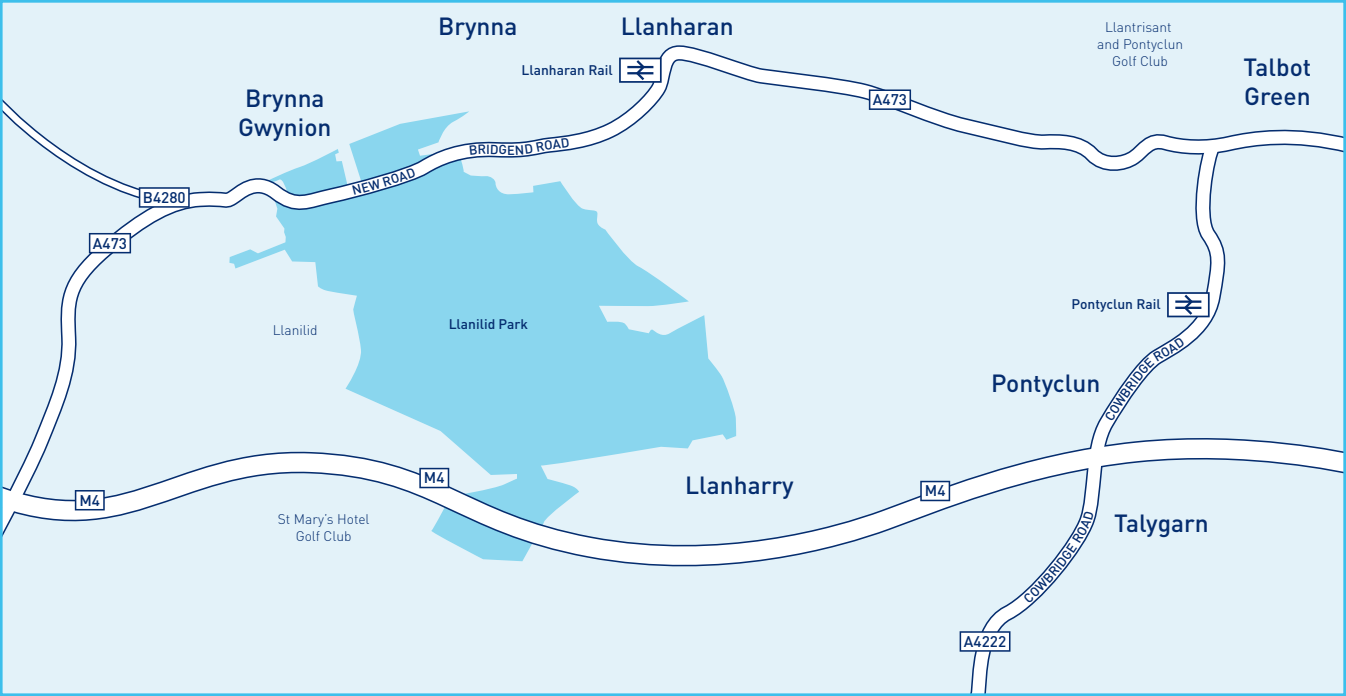 Brynna
Llanharan
Llantrisant
and Pontyclun
Golf Club
Llanharan Rail
Talbot
Green
Brynna
Gwynion
A473
BRIDGEND ROAD
NEW ROAD
B4280
A473
Pontyclun Rail
Llanilid
Llanilid Park
COWBRIDGE ROAD
Pontyclun
M4
M4
M4
Llanharry
St Mary's Hotel
Golf Club
Talygarn
COWBRIDGE ROAD
A4222